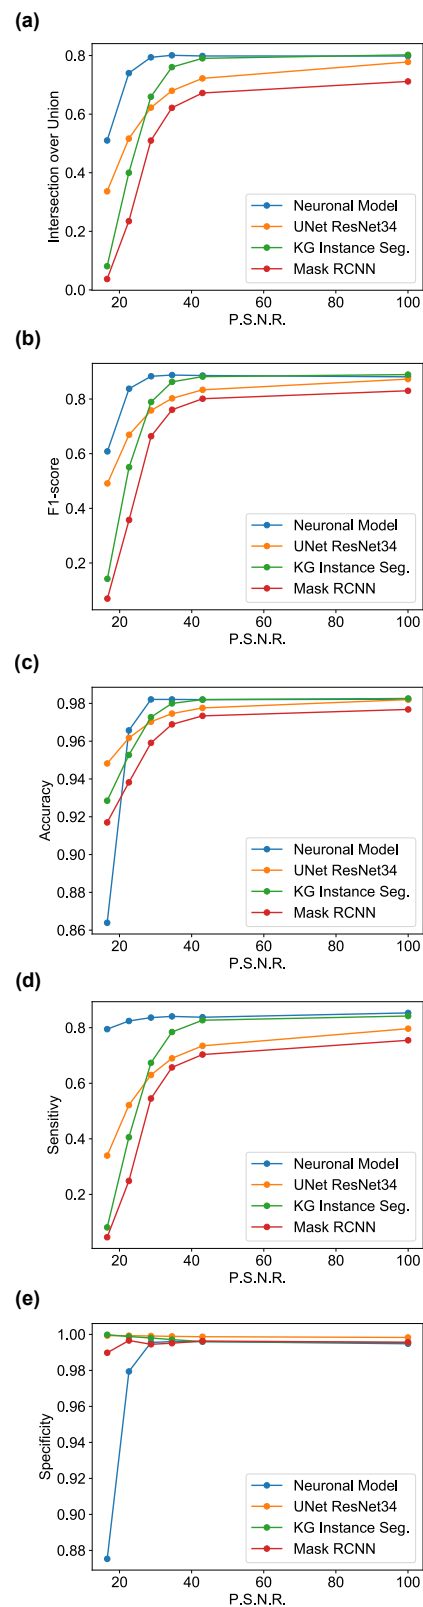 (a)
Intersection over Union
0.8
0.6
0.4
0.2
0.0
Neuronal Model
UNet ResNet34
KG Instance Seg.
Mask RCNN
20
40
60
80
100
P.S.N.R.
(b)
F1-score
0.8
0.6
0.4
0.2
Neuronal Model
UNet ResNet34
KG Instance Seg.
Mask RCNN
20
40
60
80
100
P.S.N.R.
(c)
Accuracy
0.98
0.96
0.94
0.92
0.90
0.88
0.86
Neuronal Model
UNet ResNet34
KG Instance Seg.
Mask RCNN
20
40
60
80
100
P.S.N.R.
(d)
Sensitivy
0.8
0.6
0.4
0.2
Neuronal Model
UNet ResNet34
KG Instance Seg.
Mask RCNN
20
40
60
80
100
P.S.N.R.
(e)
Specificity
1.00
0.98
0.96
0.94
0.92
0.90
0.88
Neuronal Model
UNet ResNet34
KG Instance Seg.
Mask RCNN
20
40
60
80
100
P.S.N.R.